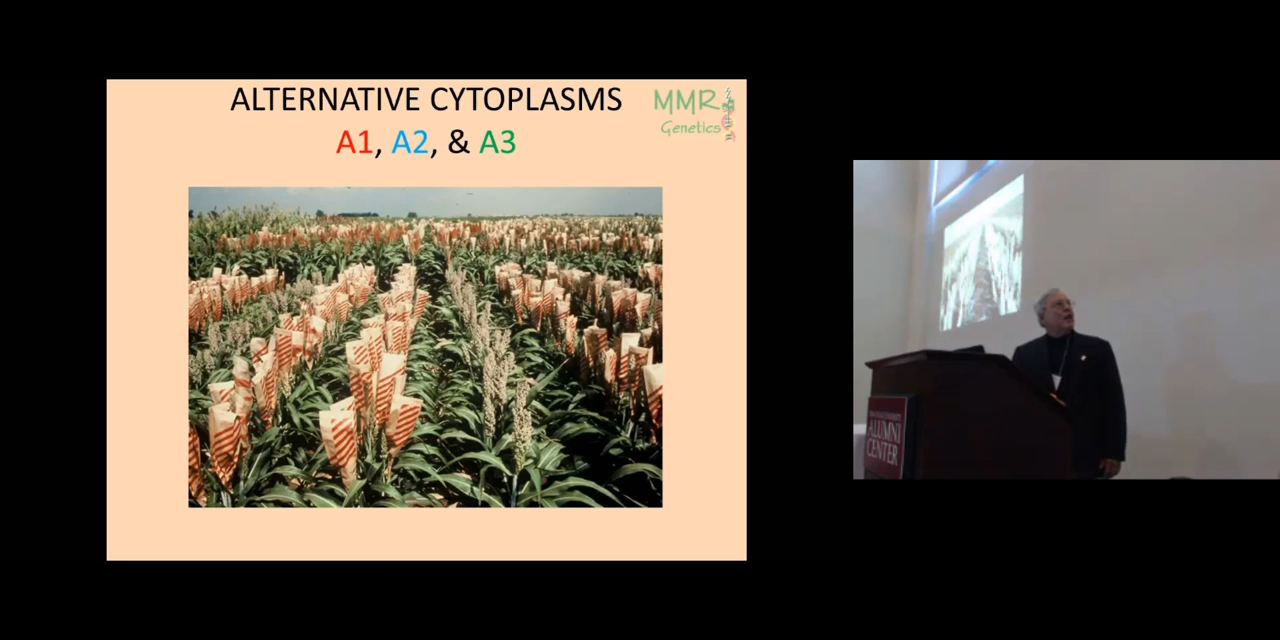 ALTERNATIVE CYTOPLASMS
A1, A2, & A3
MMR
Genetics
ALUMNI
CENTER